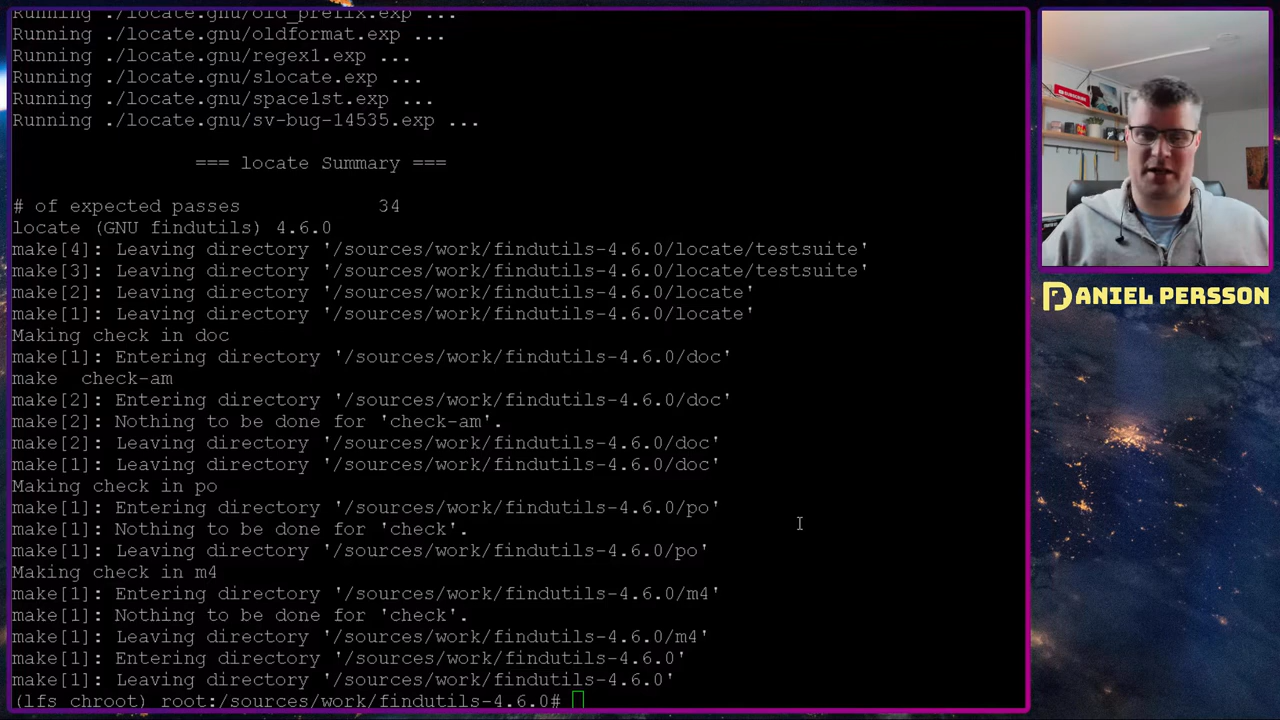 Running ./locate.gnu/old_prefix.exp ...
Running ./locate.gnu/oldformat.exp ...
Running ./locate.gnu/regex1.exp ...
Running ./locate.gnu/slocate.exp ...
Running ./locate.gnu/space1st.exp ...
Running ./locate.gnu/sv-bug-14535.exp ...
=== locate Summary ===
# of expected passes 34
locate (GNU findutils) 4.6.0
make[4]: Leaving directory '/sources/work/findutils-4.6.0/locate/testsuite'
make[3]: Leaving directory '/sources/work/findutils-4.6.0/locate/testsuite'
make[2]: Leaving directory '/sources/work/findutils-4.6.0/locate'
make[1]: Leaving directory '/sources/work/findutils-4.6.0/locate'
Making check in doc
make[1]: Entering directory '/sources/work/findutils-4.6.0/doc'
make check-am
make[2]: Entering directory '/sources/work/findutils-4.6.0/doc'
make[2]: Nothing to be done for 'check-am'.
make[2]: Leaving directory '/sources/work/findutils-4.6.0/doc'
make[1]: Leaving directory '/sources/work/findutils-4.6.0/doc'
Making check in po
make[1]: Entering directory '/sources/work/findutils-4.6.0/po'
make[1]: Nothing to be done for 'check'.
make[1]: Leaving directory '/sources/work/findutils-4.6.0/po'
Making check in m4
make[1]: Entering directory '/sources/work/findutils-4.6.0/m4'
make[1]: Nothing to be done for 'check'.
make[1]: Leaving directory '/sources/work/findutils-4.6.0/m4'
make[1]: Entering directory '/sources/work/findutils-4.6.0'
make[1]: Leaving directory '/sources/work/findutils-4.6.0'
(lfs chroot) root:/sources/work/findutils-4.6.0#
SUBSCRIBE
DANIEL PERSSON